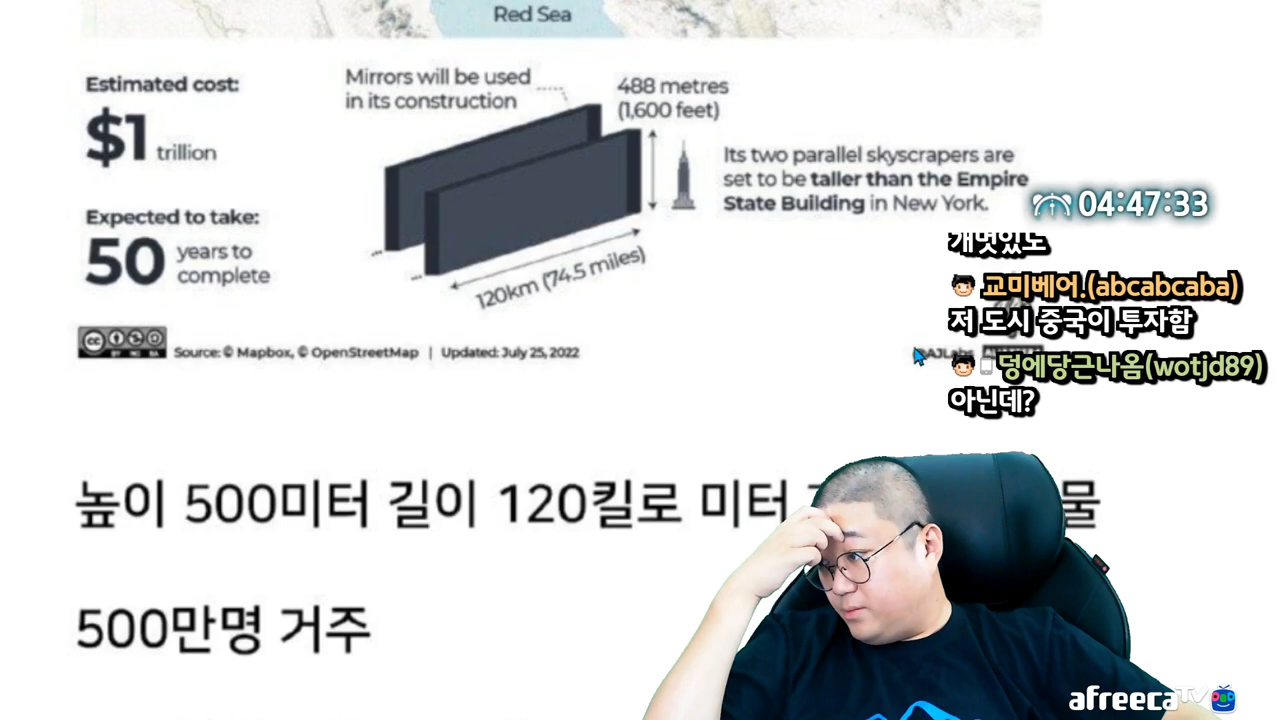 Red Sea
Estimated cost:
$1 trillion
Expected to take:
50 years to
complete
Mirrors will be used
in its construction
488 metres
(1,600 feet)
Its two parallel skyscrapers are
set to be taller than the Empire
State Building in New York.
120km (74.5 miles)
Source: © Mapbox, © OpenStreetMap | Updated: July 25, 2022
04:47:33
개멋있노
교미베어.(abcabcaba)
저 도시 중국이 투자함
덩에당근나옴(wotjd89)
아닌데?
높이 500미터 길이 120킬로 미터 물
500만명 거주
afreecaTV